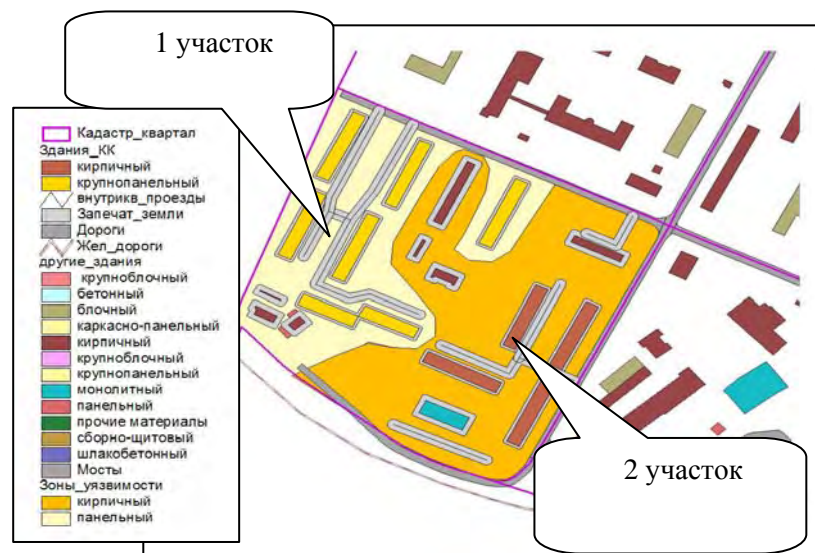 1 участок
Кадастр_квартал
Здания_КК
кирпичный
крупнопанельный
внутрикв_проезды
Запечат_земли
Дороги
Жел_дороги
другие_здания
крупноблочный
бетонный
блочный
каркасно-панельный
кирпичный
крупноблочный
крупнопанельный
монолитный
панельный
прочие материалы
сборно-щитовый
шлакобетонный
Мосты
Зоны_уязвимости
кирпичный
панельный
2 участок